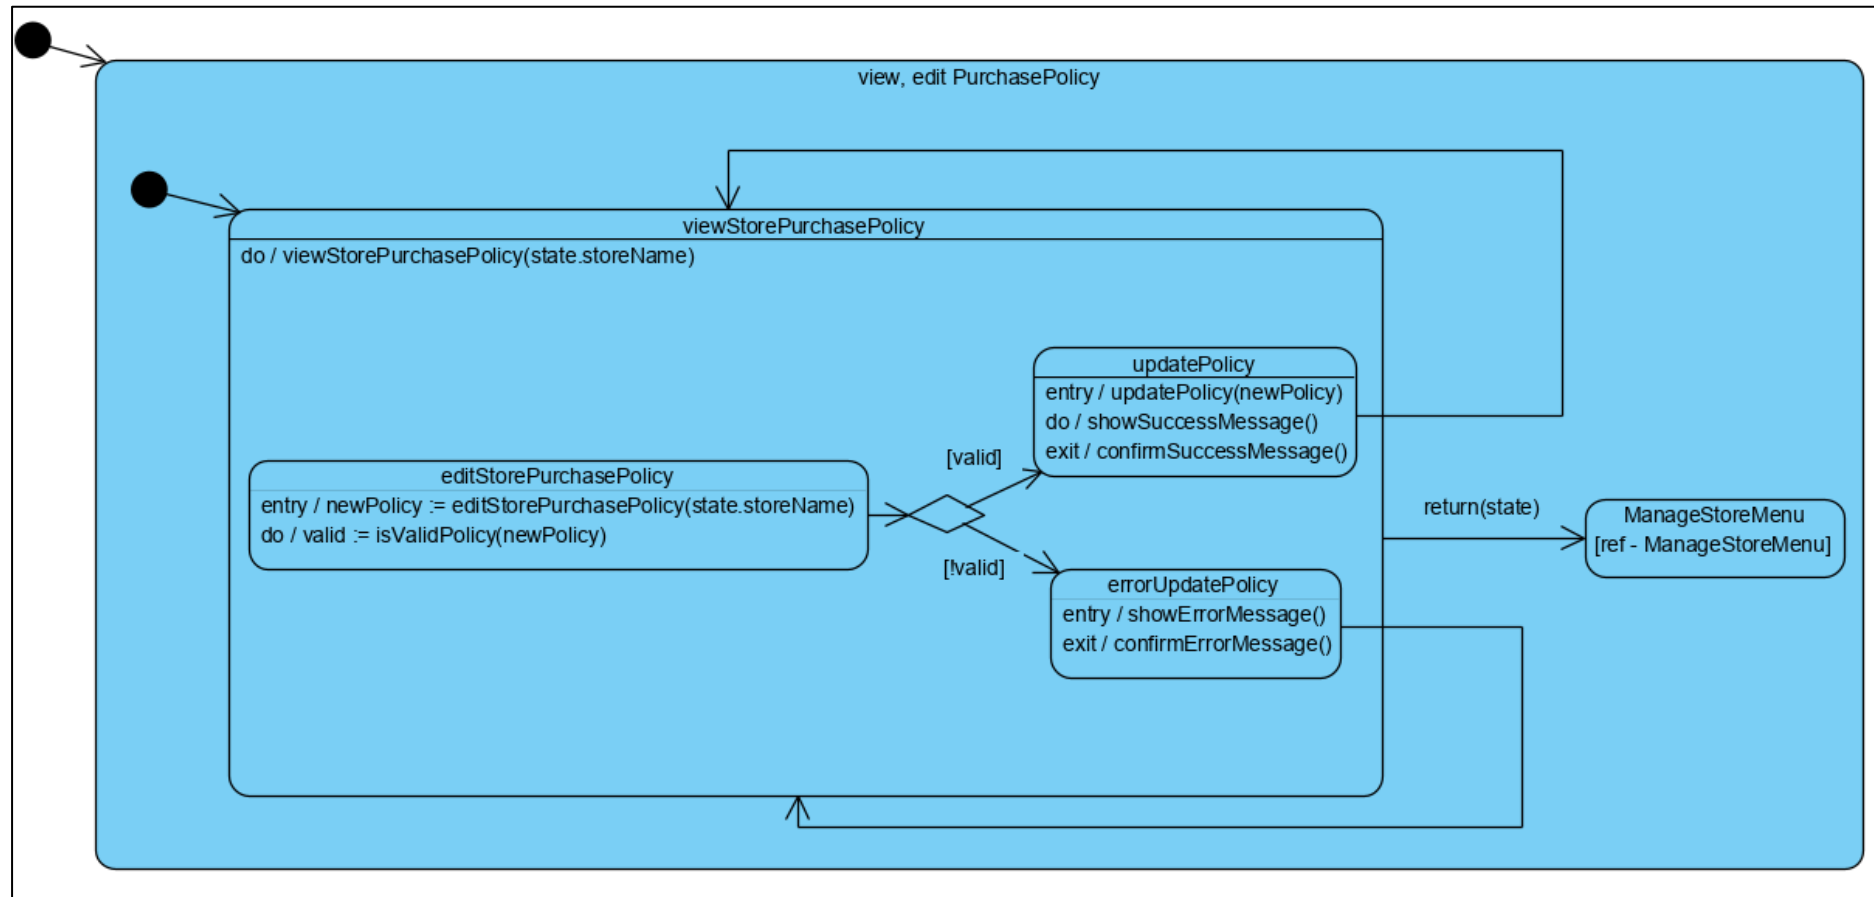 view, edit PurchasePolicy
viewStorePurchasePolicy
do / viewStorePurchasePolicy(state.storeName)
updatePolicy
entry / updatePolicy(newPolicy)
do / showSuccessMessage()
exit / confirmSuccessMessage()
[valid]
editStorePurchasePolicy
entry / newPolicy := editStorePurchasePolicy(state.storeName)
do / valid := isValidPolicy(newPolicy)
return(state)
ManageStoreMenu
[ref - ManageStoreMenu]
[!valid]
errorUpdatePolicy
entry / showErrorMessage()
exit / confirmErrorMessage()